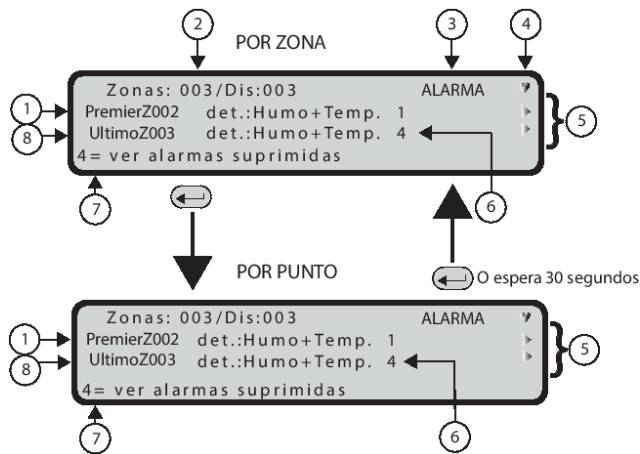 2 3 4
POR ZONA
Zonas: 003/Dis:003 ALARMA
1 PremierZ002 det.:Humo+Temp. 1
8 UltimoZ003 det.:Humo+Temp. 4
5
4= ver alarmas suprimidas
7 6
POR PUNTO
O espera 30 segundos
Zonas: 003/Dis:003 ALARMA
1 PremierZ002 det.:Humo+Temp. 1
8 UltimoZ003 det.:Humo+Temp. 4
5
4= ver alarmas suprimidas
7 6